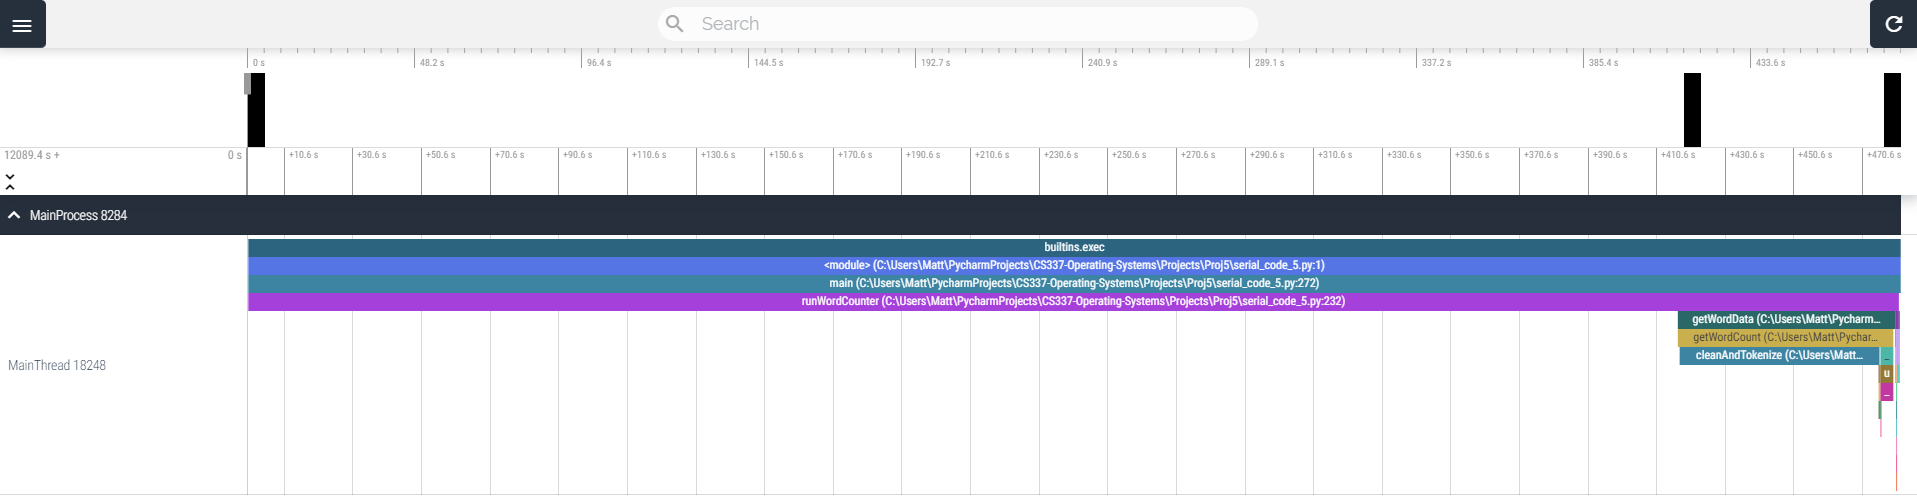 Search
0 s 48.2 s 96.4 s 144.5 s 192.7 s 240.9 s 289.1 s 337.2 s 385.4 s 433.6 s
12089.4 s + 0 s +10.6 s +30.6 s +50.6 s +70.6 s +90.6 s +110.6 s +130.6 s +150.6 s +170.6 s +190.6 s +210.6 s +230.6 s +250.6 s +270.6 s +290.6 s +310.6 s +330.6 s +350.6 s +370.6 s +390.6 s +410.6 s +430.6 s +450.6 s +470.6 s
MainProcess 8284
builtins.exec
<module> (C:\Users\Matt\PycharmProjects\CS337-Operating-Systems\Projects\Proj5\serial_code_5.py:1)
main (C:\Users\Matt\PycharmProjects\CS337-Operating-Systems\Projects\Proj5\serial_code_5.py:272)
runWordCounter (C:\Users\Matt\PycharmProjects\CS337-Operating-Systems\Projects\Proj5\serial_code_5.py:232)
getWordData (C:\Users\Matt\Pycharm...
getWordCount (C:\Users\Matt\Pychar...
cleanAndTokenize (C:\Users\Matt... _
MainThread 18248
u
_